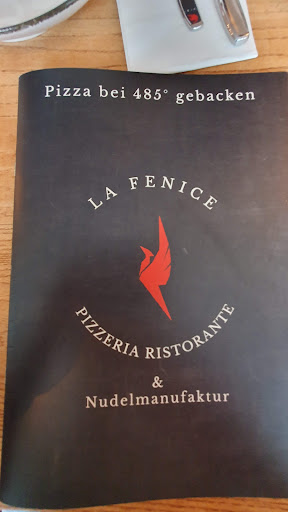 Pizza bei 485° gebacken
LA FENICE
PIZZERIA RISTORANTE
&
Nudelmanufaktur